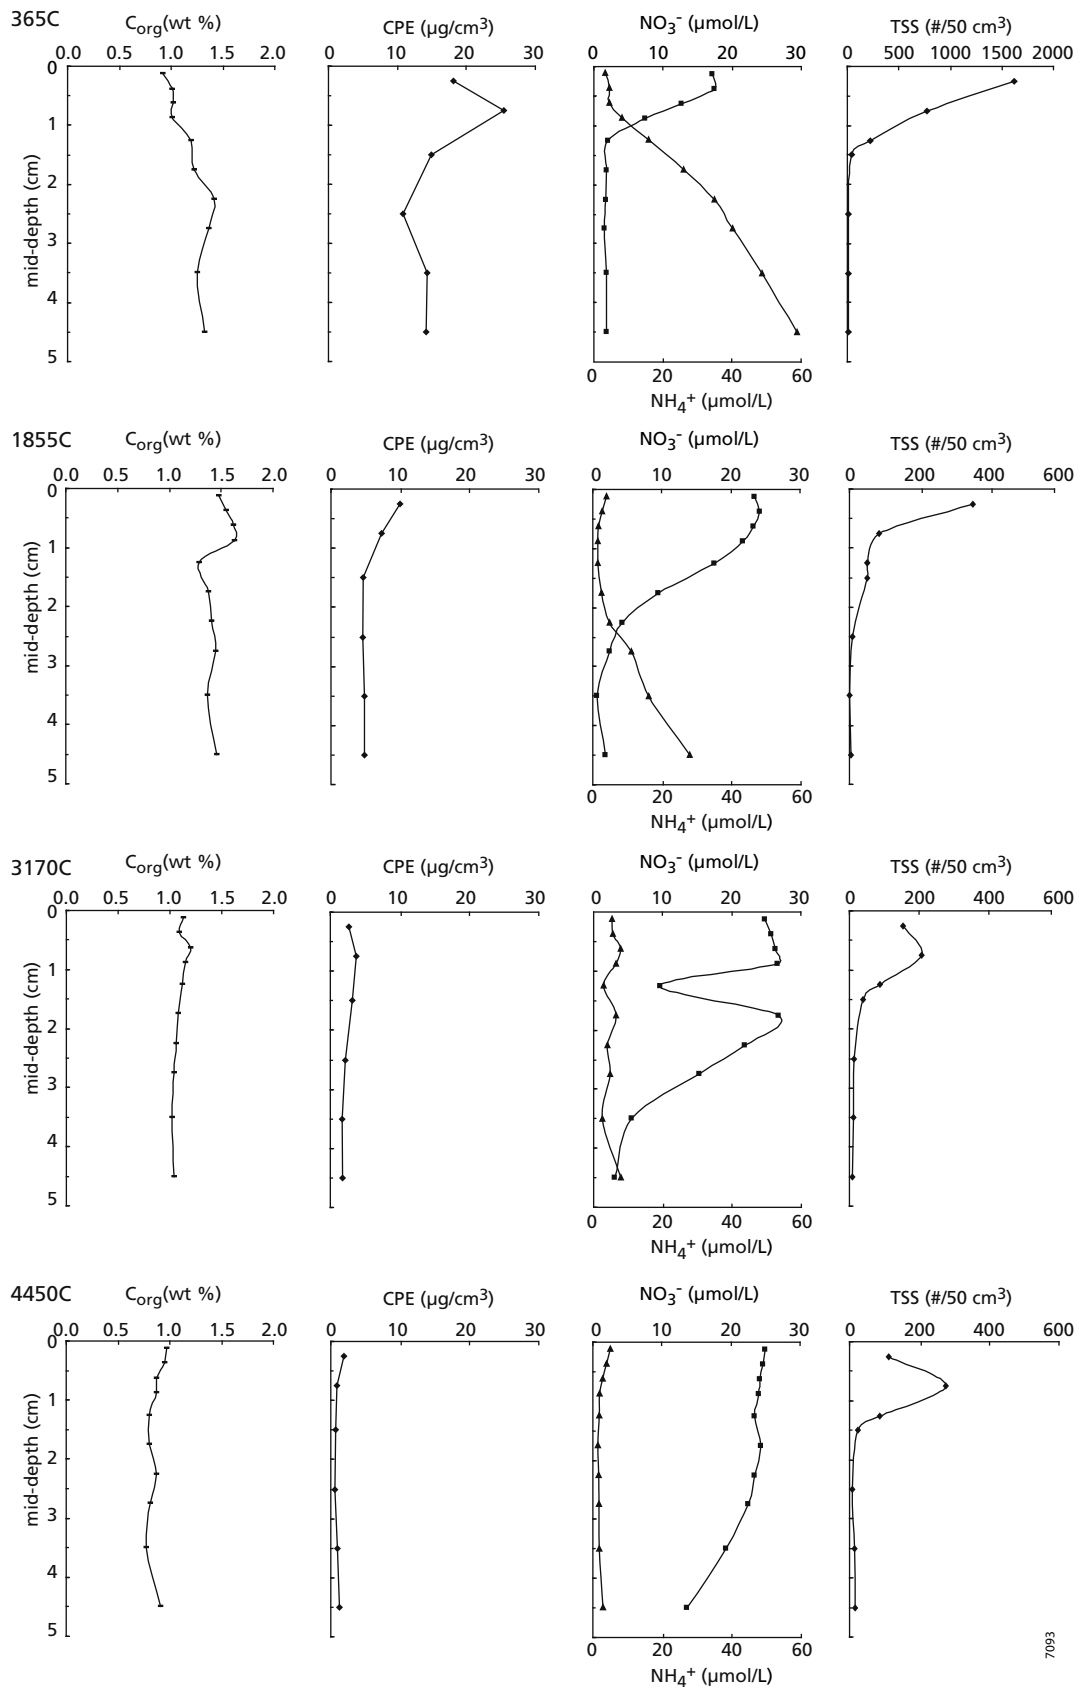 365C
C_org(wt %) CPE (µg/cm³) NO₃⁻ (µmol/L) TSS (#/50 cm³)
0.0 0.5 1.0 1.5 2.0 0 10 20 30 0 10 20 30 0 500 1000 1500 2000
mid-depth (cm)
0
1
2
3
4
5
0 20 40 60
NH₄⁺ (µmol/L)
1855C
C_org(wt %) CPE (µg/cm³) NO₃⁻ (µmol/L) TSS (#/50 cm³)
0.0 0.5 1.0 1.5 2.0 0 10 20 30 0 10 20 30 0 200 400 600
mid-depth (cm)
0
1
2
3
4
5
0 20 40 60
NH₄⁺ (µmol/L)
3170C
C_org(wt %) CPE (µg/cm³) NO₃⁻ (µmol/L) TSS (#/50 cm³)
0.0 0.5 1.0 1.5 2.0 0 10 20 30 0 10 20 30 0 200 400 600
mid-depth (cm)
0
1
2
3
4
5
0 20 40 60
NH₄⁺ (µmol/L)
4450C
C_org(wt %) CPE (µg/cm³) NO₃⁻ (µmol/L) TSS (#/50 cm³)
0.0 0.5 1.0 1.5 2.0 0 10 20 30 0 10 20 30 0 200 400 600
mid-depth (cm)
0
1
2
3
4
5
0 20 40 60
NH₄⁺ (µmol/L)
7093